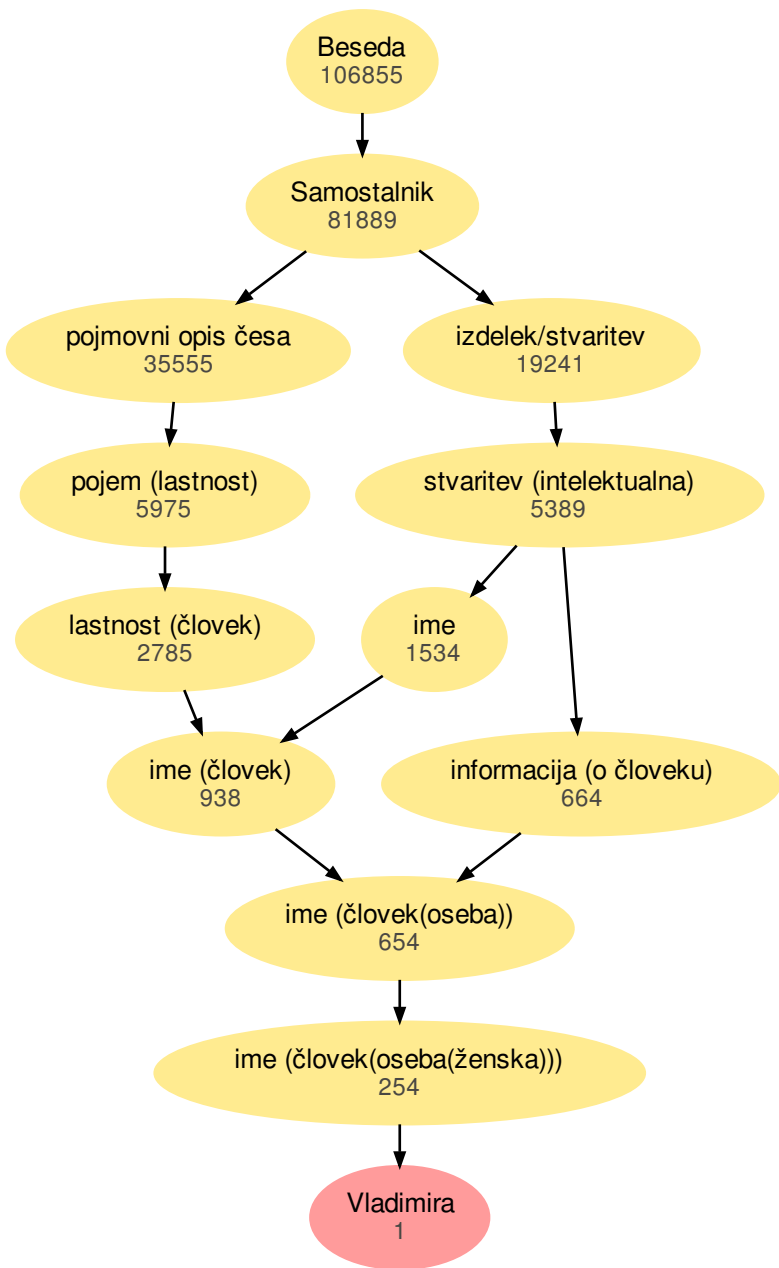 Beseda
106855
Samostalnik
81889
pojmovni opis česa
35555
izdelek/stvaritev
19241
pojem (lastnost)
5975
stvaritev (intelektualna)
5389
lastnost (človek)
2785
ime
1534
ime (človek)
938
informacija (o človeku)
664
ime (človek(oseba))
654
ime (človek(oseba(ženska)))
254
Vladimira
1